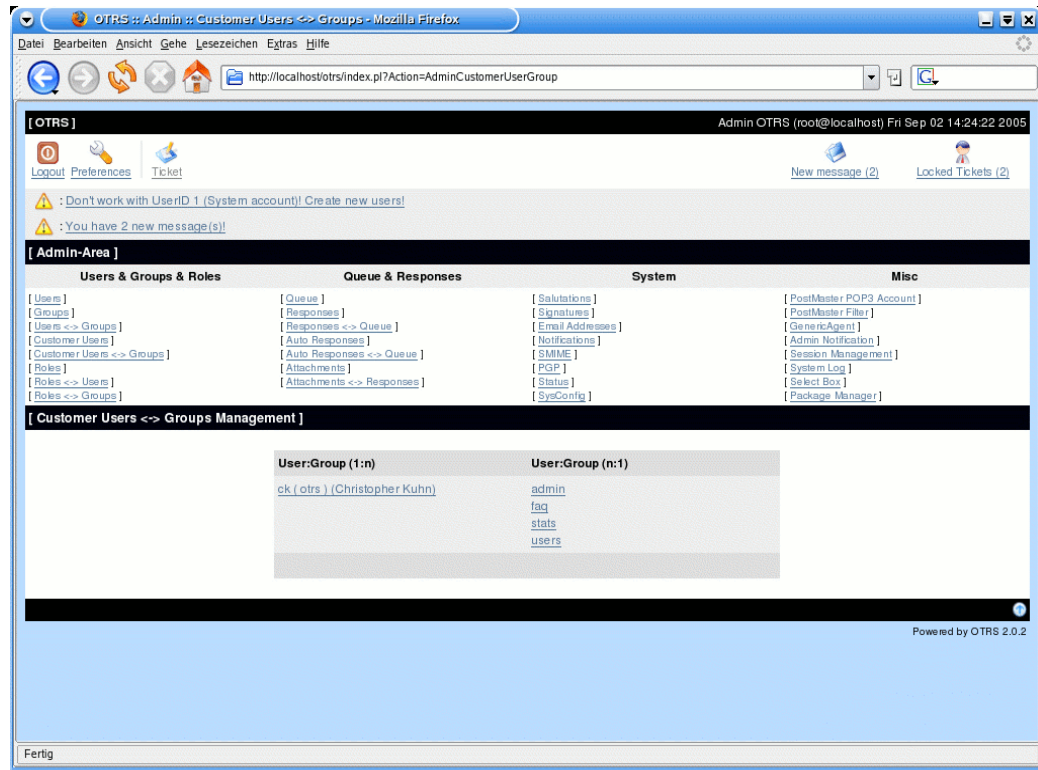 OTRS :: Admin :: Customer Users <-> Groups - Mozilla Firefox
Datei Bearbeiten Ansicht Gehe Lesezeichen Extras Hilfe
http://localhost/otrs/index.pl?Action=AdminCustomerUserGroup
[ OTRS ] Admin OTRS (root@localhost) Fri Sep 02 14:24:22 2005
Logout Preferences Ticket New message (2) Locked Tickets (2)
: Don't work with UserID 1 (System account)! Create new users!
: You have 2 new message(s)!
[ Admin-Area ]
Users & Groups & Roles Queue & Responses System Misc
[ Users ] [ Queue ] [ Salutations ] [ PostMaster POP3 Account ]
[ Groups ] [ Responses ] [ Signatures ] [ PostMaster Filter ]
[ Users <-> Groups ] [ Responses <-> Queue ] [ Email Addresses ] [ GenericAgent ]
[ Customer Users ] [ Auto Responses ] [ Notifications ] [ Admin Notification ]
[ Customer Users <-> Groups ] [ Auto Responses <-> Queue ] [ SMIME ] [ Session Management ]
[ Roles ] [ Attachments ] [ PGP ] [ System Log ]
[ Roles <-> Users ] [ Attachments <-> Responses ] [ Status ] [ Select Box ]
[ Roles <-> Groups ] [ SysConfig ] [ Package Manager ]
[ Customer Users <-> Groups Management ]
User:Group (1:n) User:Group (n:1)
ck ( otrs ) (Christopher Kuhn) admin
faq
stats
users
Powered by OTRS 2.0.2
Fertig